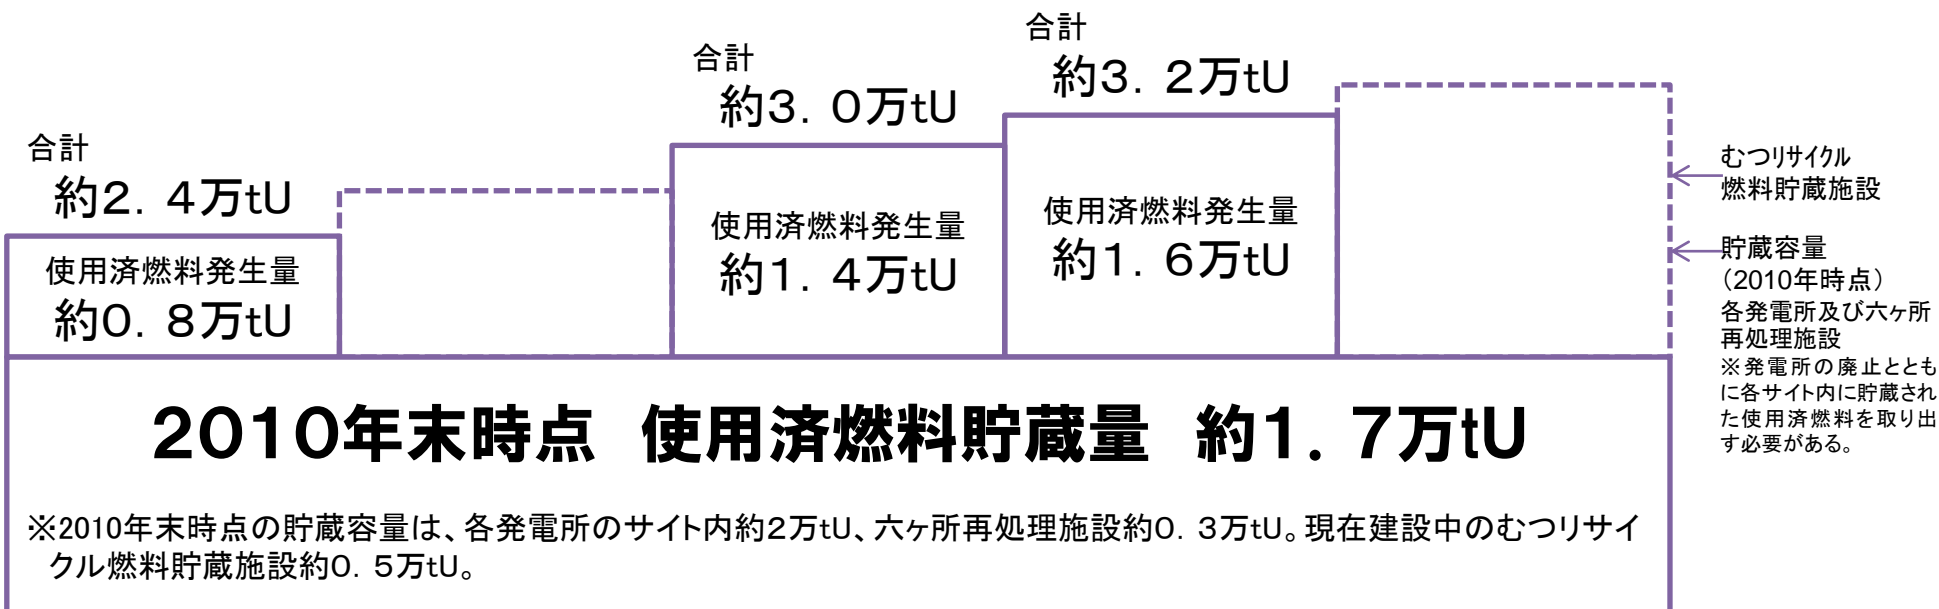 合計
約2. 4万tU
使用済燃料発生量
約0. 8万tU
合計
約3. 0万tU
使用済燃料発生量
約1. 4万tU
合計
約3. 2万tU
使用済燃料発生量
約1. 6万tU
むつリサイクル
燃料貯蔵施設
貯蔵容量
（2010年時点）
各発電所及び六ヶ所
再処理施設
※発電所の廃止ととも
に各サイト内に貯蔵され
た使用済燃料を取り出
す必要がある。
2010年末時点 使用済燃料貯蔵量 約1. 7万tU
※2010年末時点の貯蔵容量は、各発電所のサイト内約2万tU、六ヶ所再処理施設約0. 3万tU。現在建設中のむつリサイ
クル燃料貯蔵施設約0. 5万tU。